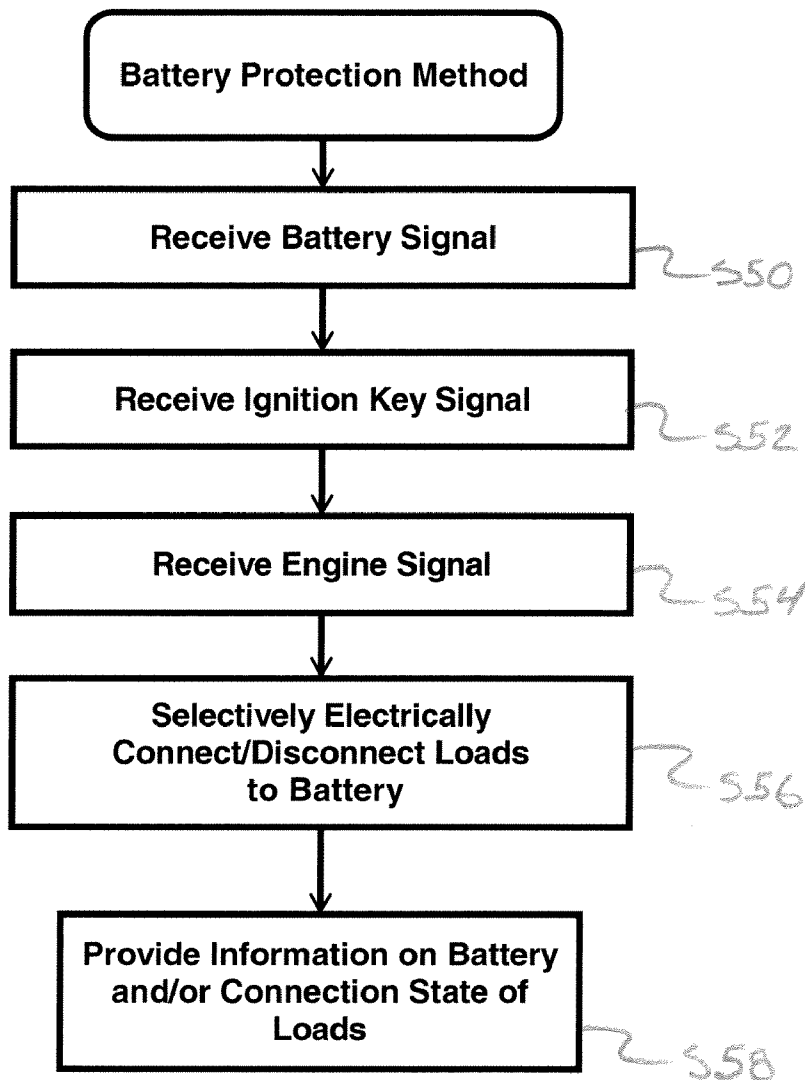 Battery Protection Method
Receive Battery Signal
S50
Receive Ignition Key Signal
S52
Receive Engine Signal
S54
Selectively Electrically
Connect/Disconnect Loads
to Battery
S56
Provide Information on Battery
and/or Connection State of
Loads
S58